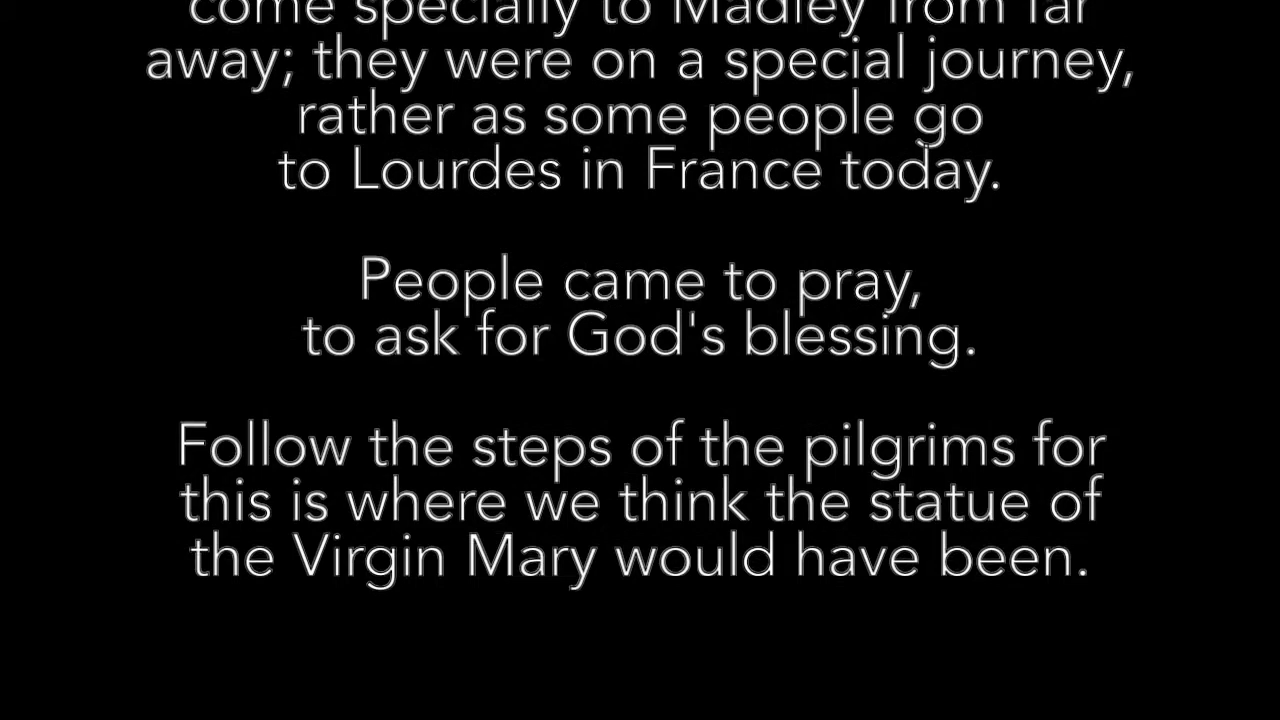 come specially to Madley from far
away; they were on a special journey,
rather as some people go
to Lourdes in France today.
People came to pray,
to ask for God's blessing.
Follow the steps of the pilgrims for
this is where we think the statue of
the Virgin Mary would have been.